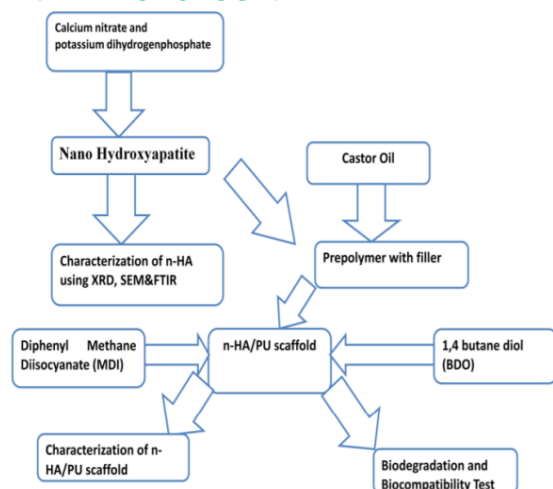 Calcium nitrate and
potassium dihydrogenphosphate
Nano Hydroxyapatite
Castor Oil
Characterization of n-HA
using XRD, SEM&FTIR
Prepolymer with filler
Diphenyl Methane
Diisocyanate (MDI)
n-HA/PU scaffold
1,4 butane diol
(BDO)
Characterization of n-
HA/PU scaffold
Biodegradation and
Biocompatibility Test